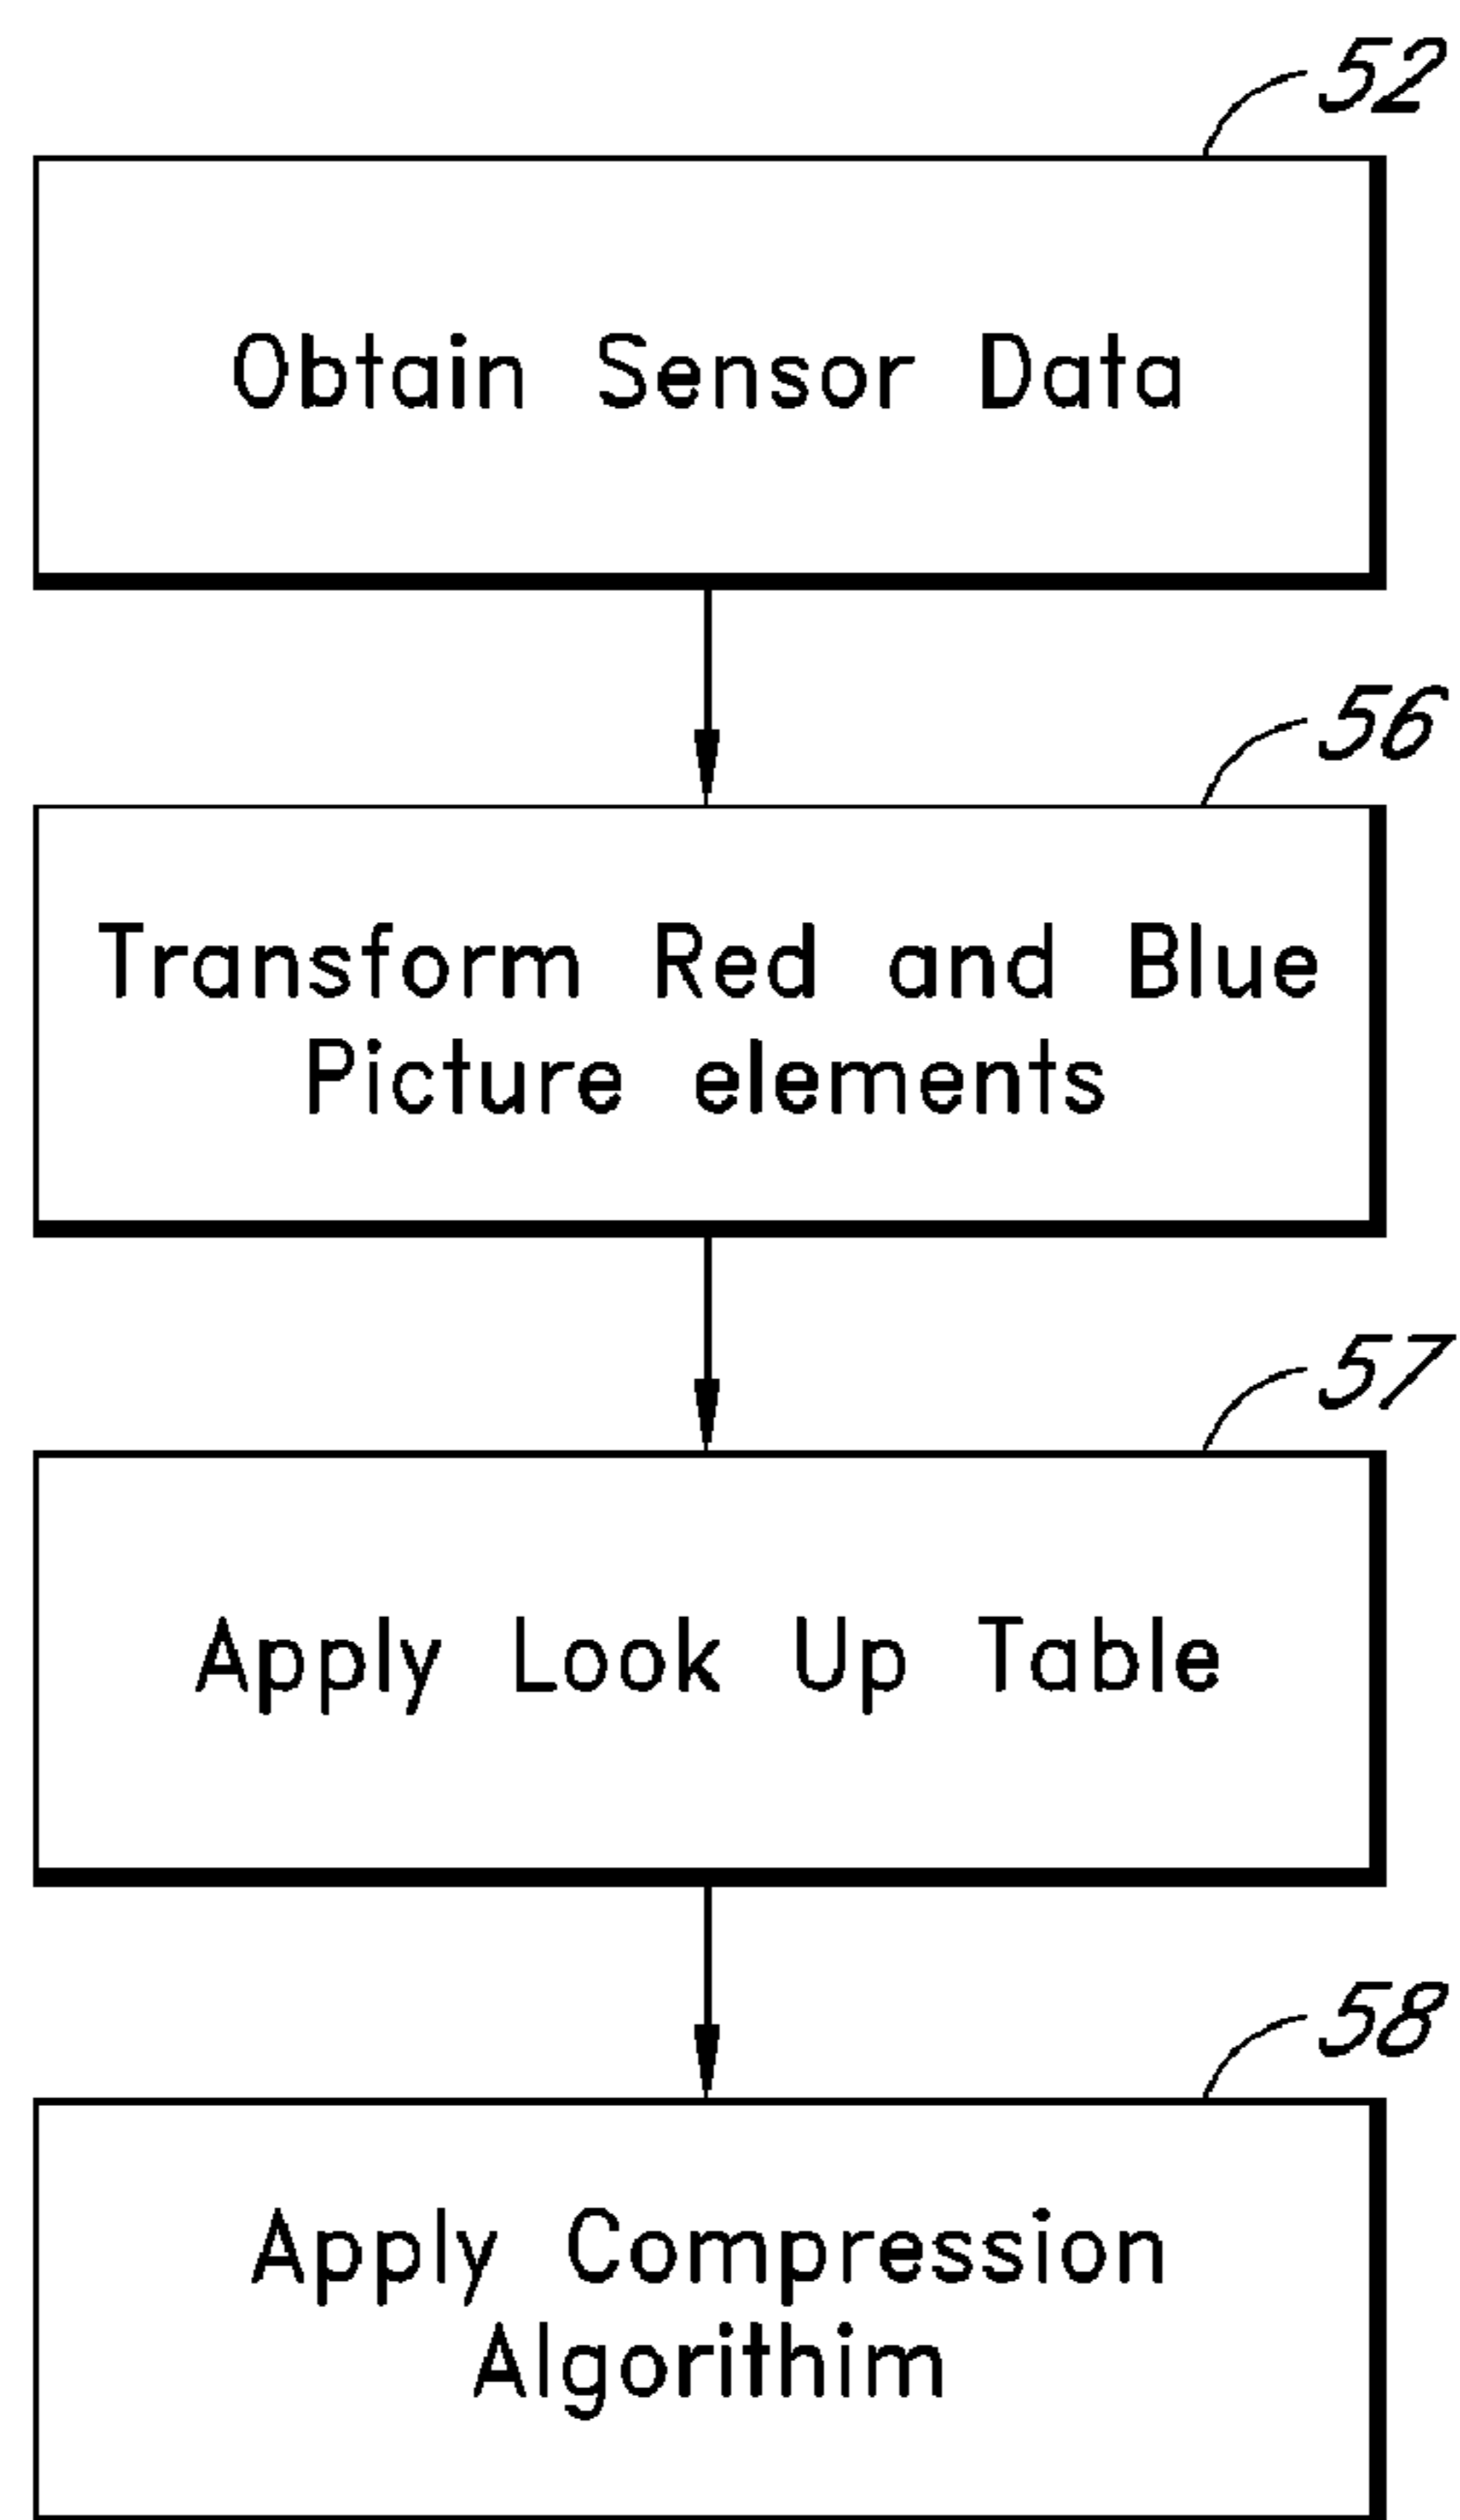 52
Obtain Sensor Data
56
Transform Red and Blue
Picture elements
57
Apply Look Up Table
58
Apply Compression
Algorithim